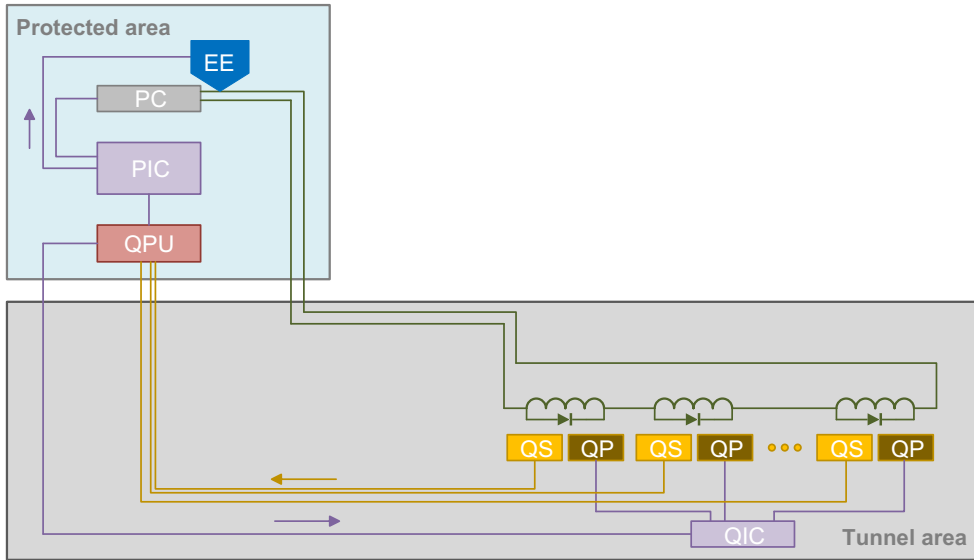 Protected area
EE
PC
PIC
QPU
QS QP QS QP QS QP
QIC
Tunnel area